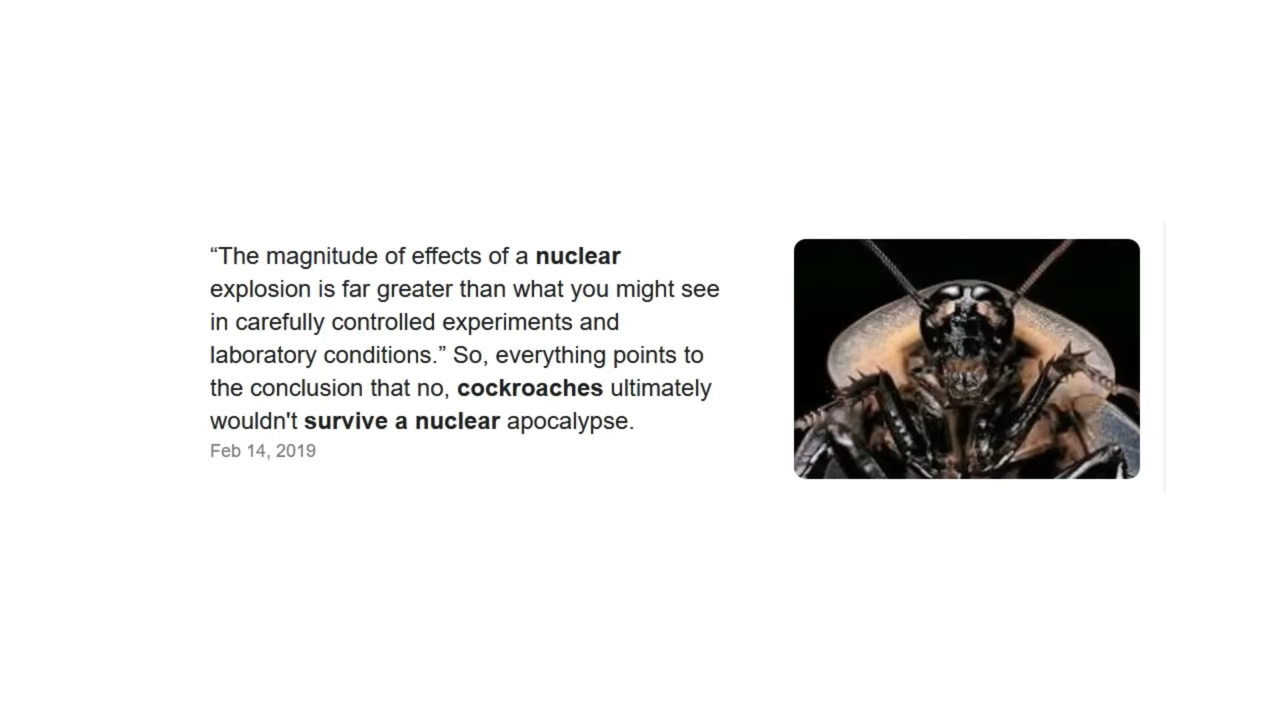 “The magnitude of effects of a nuclear
explosion is far greater than what you might see
in carefully controlled experiments and
laboratory conditions.” So, everything points to
the conclusion that no, cockroaches ultimately
wouldn't survive a nuclear apocalypse.
Feb 14, 2019